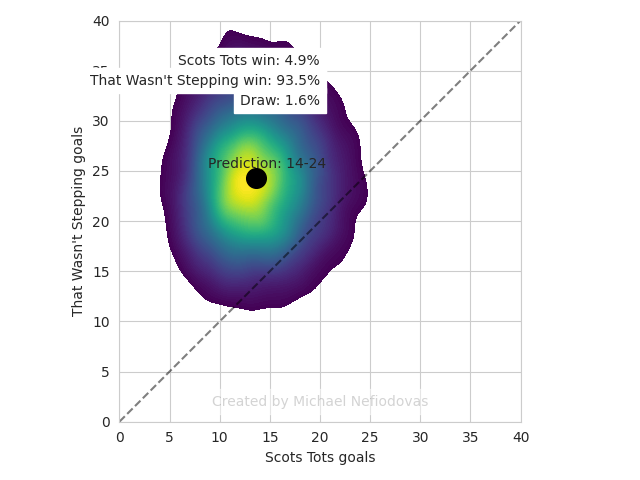 40
35
30
25
20
15
10
5
0
That Wasn't Stepping goals
Scots Tots win: 4.9%
That Wasn't Stepping win: 93.5%
Draw: 1.6%
Prediction: 14-24
Created by Michael Nefiodovas
0 5 10 15 20 25 30 35 40
Scots Tots goals